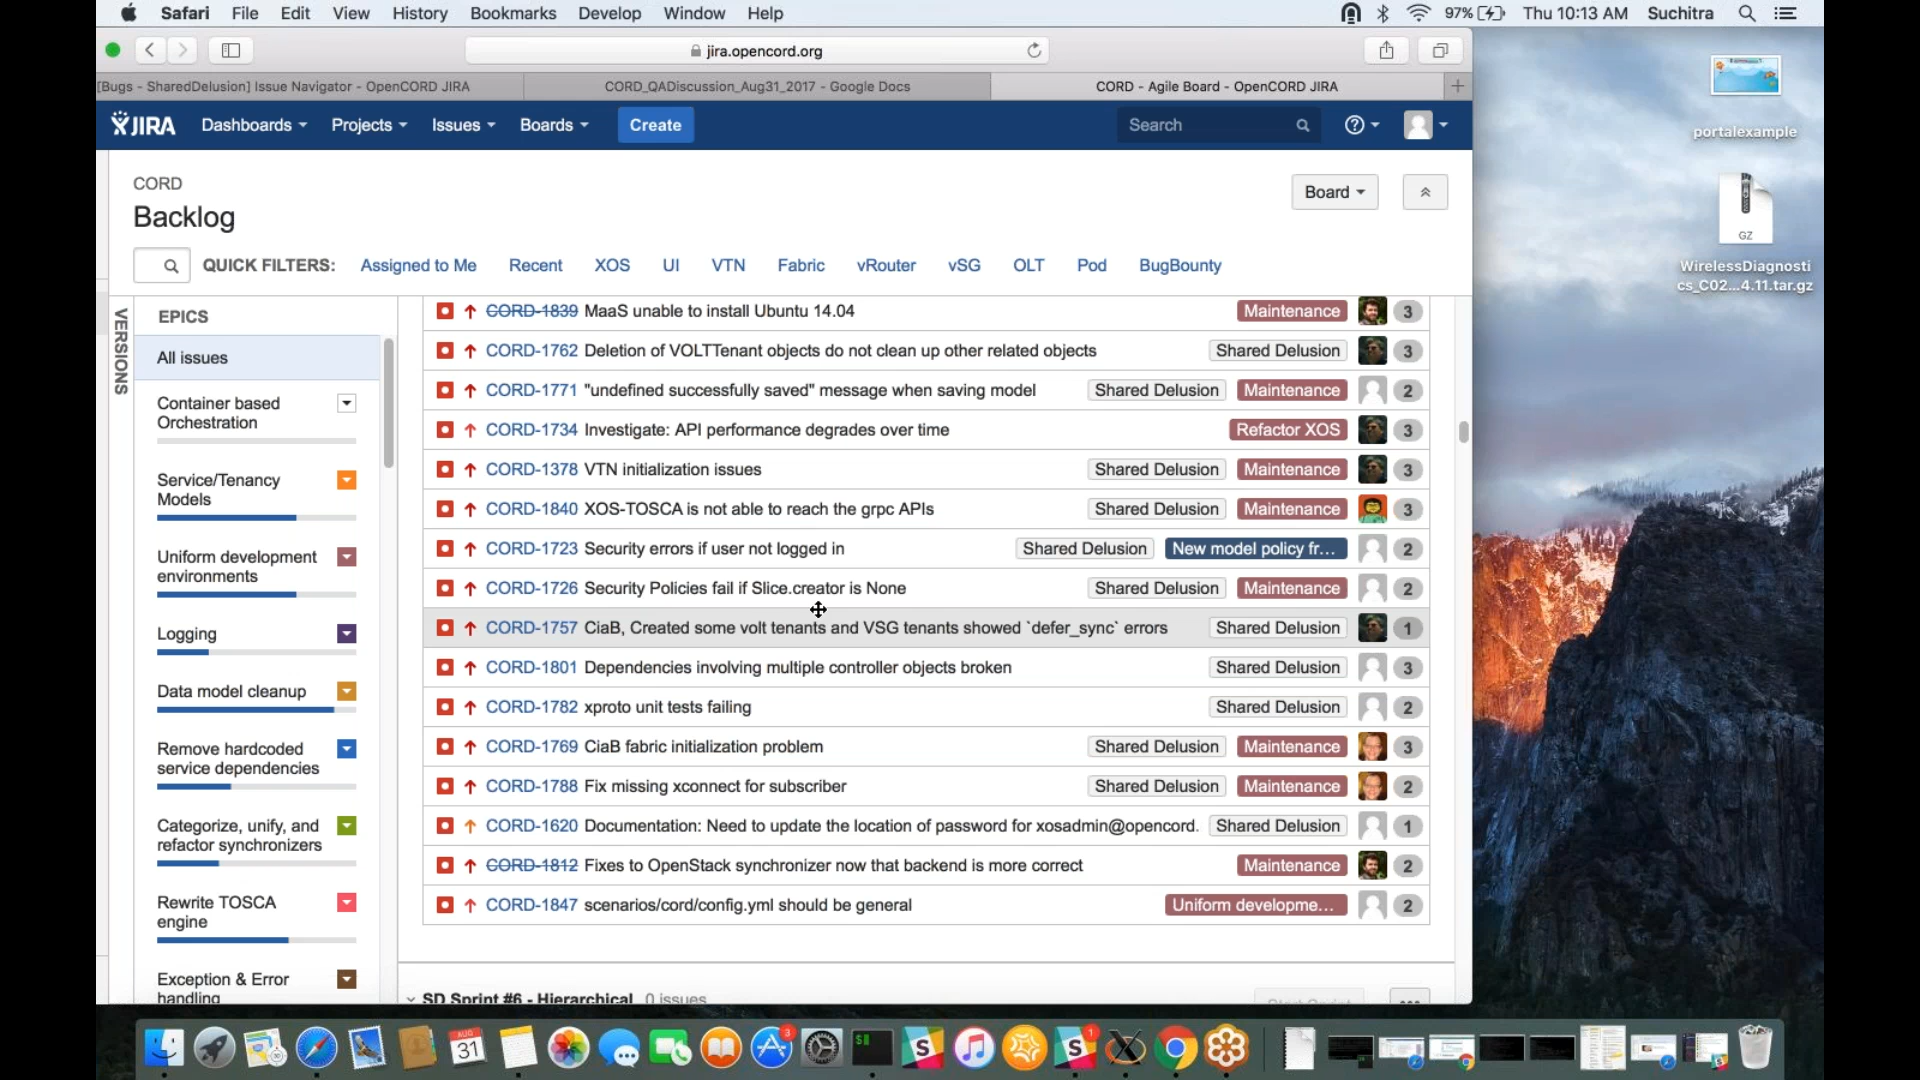 Safari File Edit View History Bookmarks Develop Window Help 97% Thu 10:13 AM Suchitra
jira.opencord.org
[Bugs - SharedDelusion] Issue Navigator - OpenCORD JIRA CORD_QADiscussion_Aug31_2017 - Google Docs CORD - Agile Board - OpenCORD JIRA
JIRA Dashboards Projects Issues Boards Create Search
portalexample
CORD
Backlog
Board
GZ
WirelessDiagnosti
cs_C02...4.11.tar.gz
QUICK FILTERS: Assigned to Me Recent XOS UI VTN Fabric vRouter vSG OLT Pod BugBounty
VERSIONS
EPICS
All issues
Container based
Orchestration
Service/Tenancy
Models
Uniform development
environments
Logging
Data model cleanup
Remove hardcoded
service dependencies
Categorize, unify, and
refactor synchronizers
Rewrite TOSCA
engine
Exception & Error
handling
CORD-1839 MaaS unable to install Ubuntu 14.04 Maintenance 3
CORD-1762 Deletion of VOLTTenant objects do not clean up other related objects Shared Delusion 3
CORD-1771 "undefined successfully saved" message when saving model Shared Delusion Maintenance 2
CORD-1734 Investigate: API performance degrades over time Refactor XOS 3
CORD-1378 VTN initialization issues Shared Delusion Maintenance 3
CORD-1840 XOS-TOSCA is not able to reach the grpc APIs Shared Delusion Maintenance 3
CORD-1723 Security errors if user not logged in Shared Delusion New model policy fr... 2
CORD-1726 Security Policies fail if Slice.creator is None Shared Delusion Maintenance 2
CORD-1757 CiaB, Created some volt tenants and VSG tenants showed `defer_sync` errors Shared Delusion 1
CORD-1801 Dependencies involving multiple controller objects broken Shared Delusion 3
CORD-1782 xproto unit tests failing Shared Delusion 2
CORD-1769 CiaB fabric initialization problem Shared Delusion Maintenance 3
CORD-1788 Fix missing xconnect for subscriber Shared Delusion Maintenance 2
CORD-1620 Documentation: Need to update the location of password for xosadmin@opencord. Shared Delusion 1
CORD-1812 Fixes to OpenStack synchronizer now that backend is more correct Maintenance 2
CORD-1847 scenarios/cord/config.yml should be general Uniform developme... 2
SD Sprint #6 - Hierarchical 0 issues Start Sprint
AUG
31
3
1